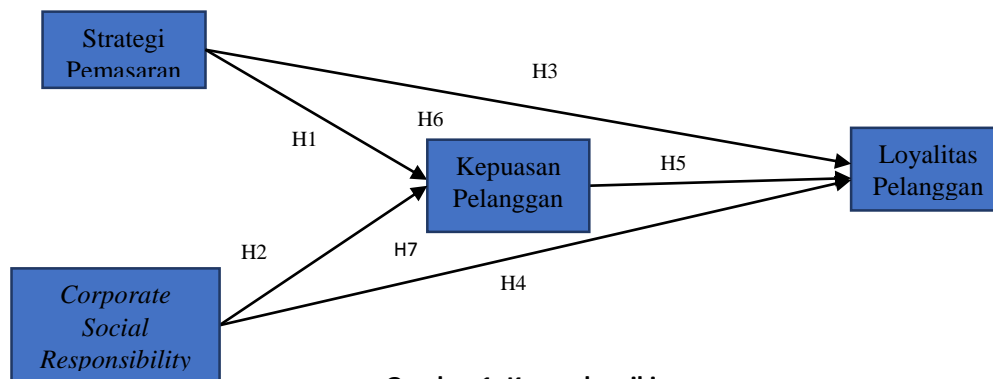 Strategi
Pemasaran
H3
H6
H1
Kepuasan
Pelanggan
H5
Loyalitas
Pelanggan
H2
H7
H4
Corporate
Social
Responsibility